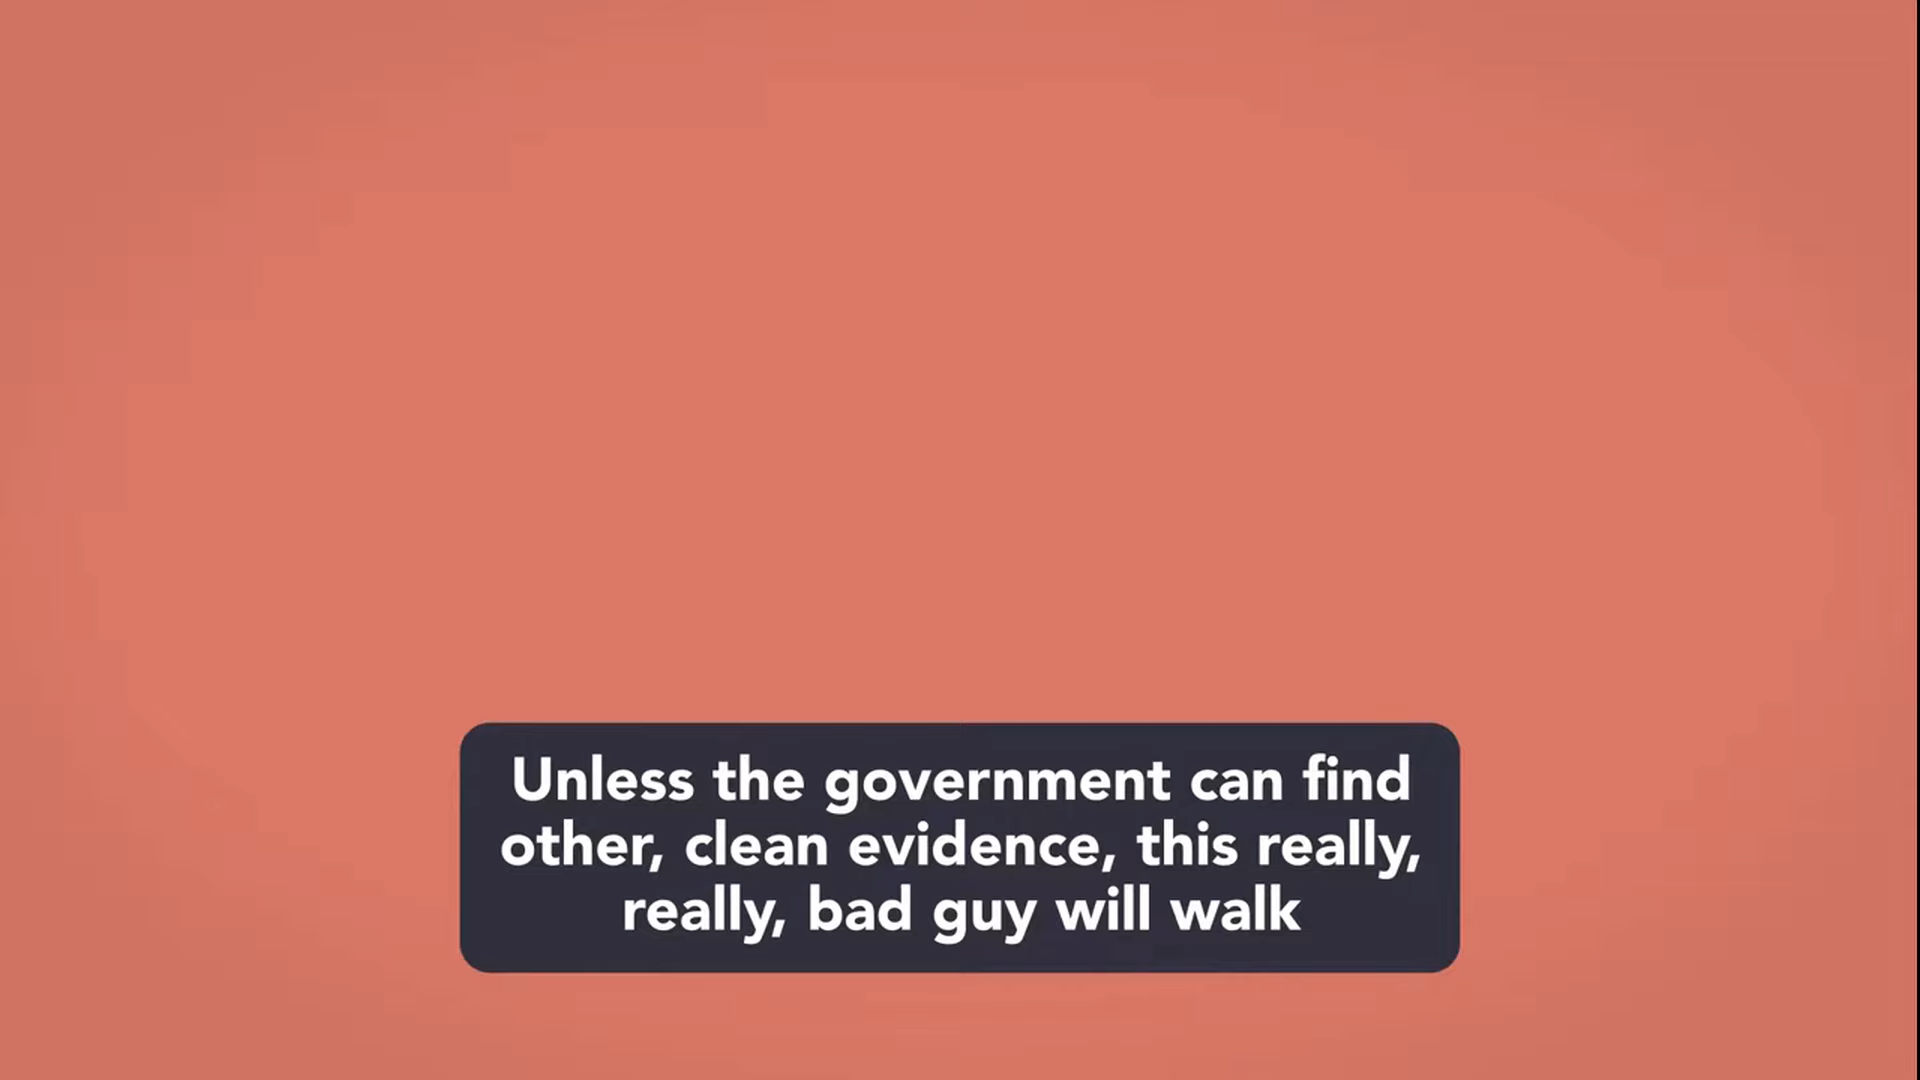 Unless the government can find
other, clean evidence, this really,
really, bad guy will walk